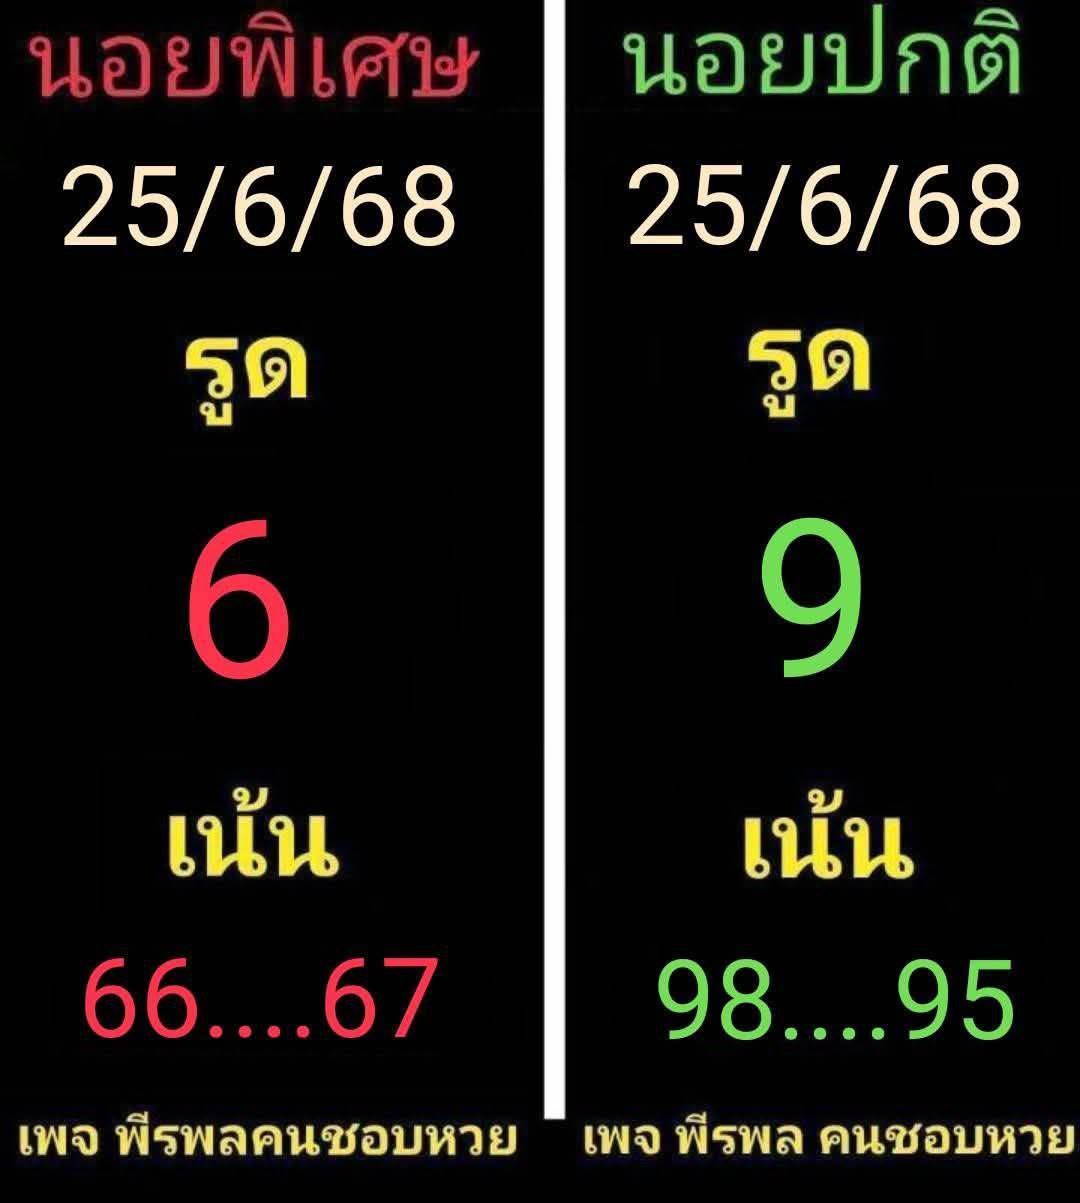 นอยพิเศษ
25/6/68
รูด
6
เน้น
66....67
เพจ พีรพลคนชอบหวย
นอยปกติ
25/6/68
รูด
9
เน้น
98....95
เพจ พีรพล คนชอบหวย